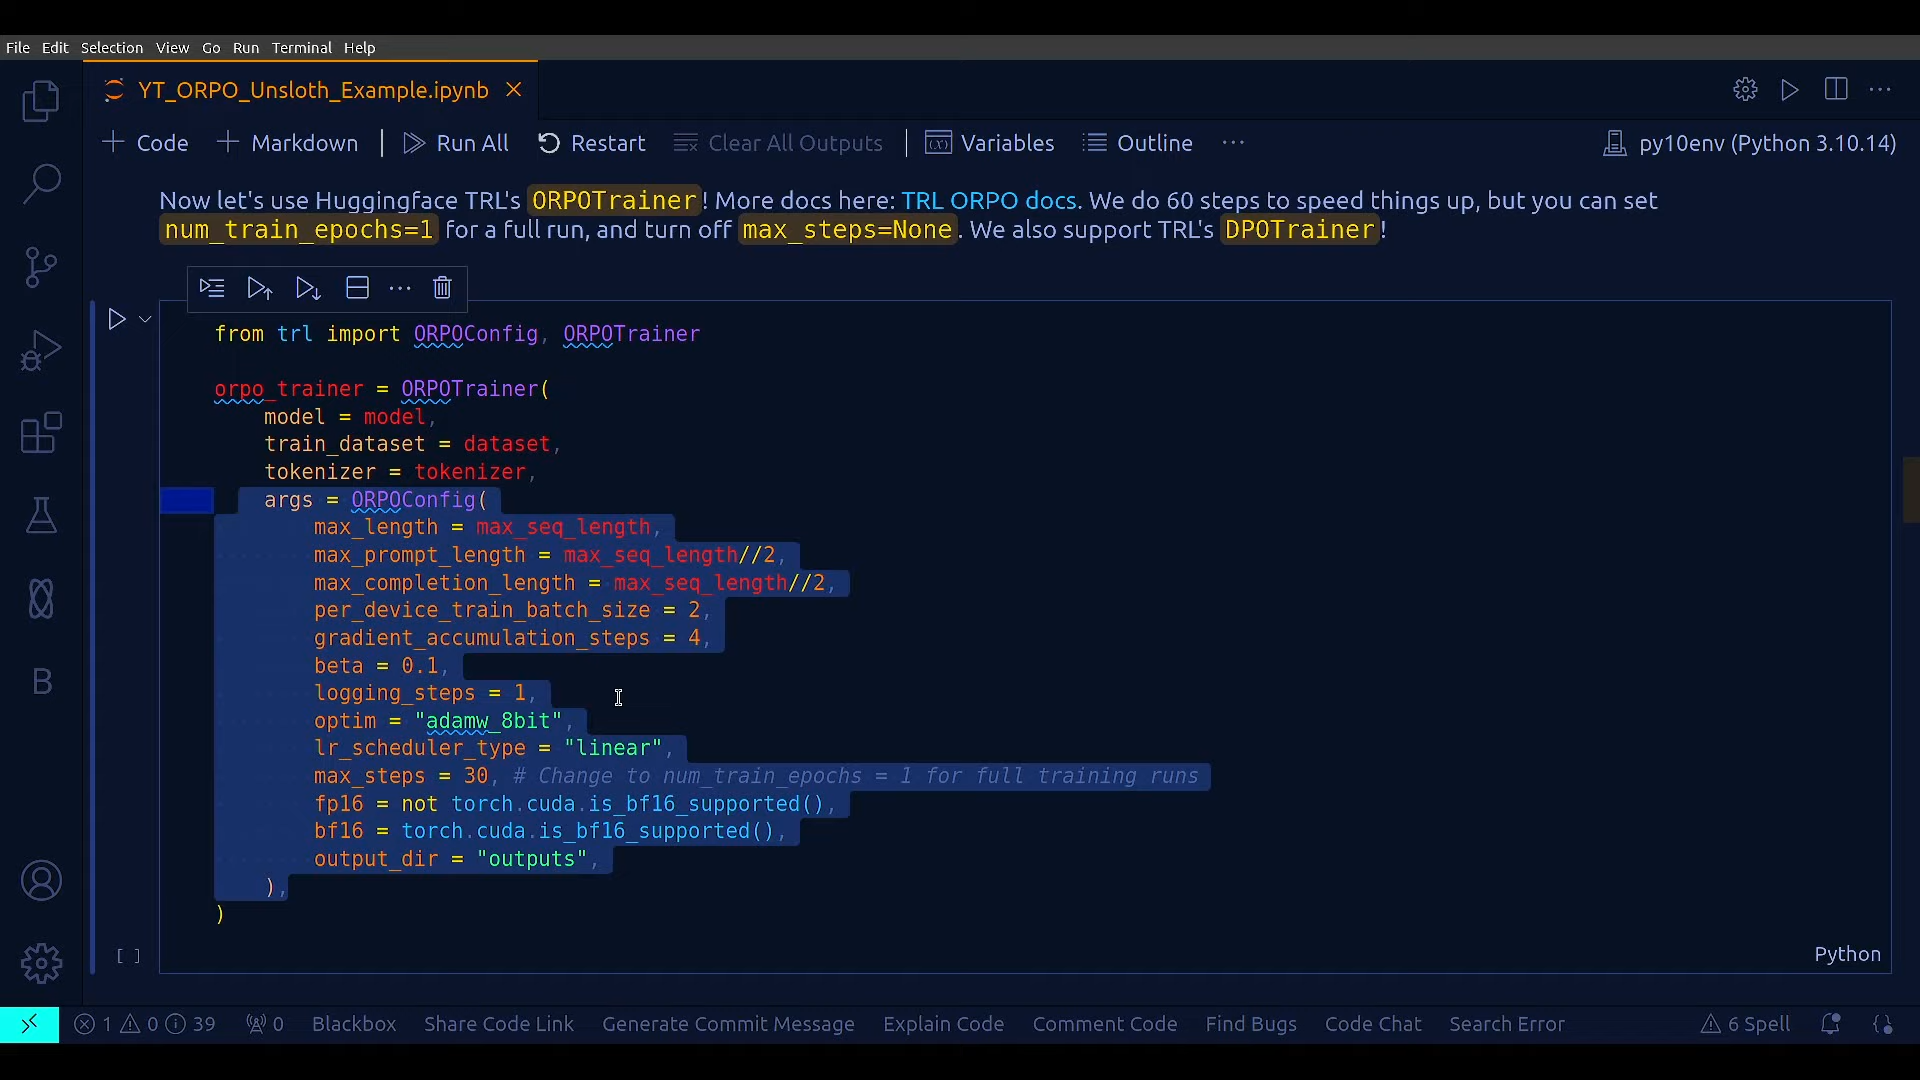 File Edit Selection View Go Run Terminal Help
YT_ORPO_Unsloth_Example.ipynb
Code Markdown Run All Restart Clear All Outputs Variables Outline ... py10env (Python 3.10.14)
Now let's use Huggingface TRL's ORPOTrainer! More docs here: TRL ORPO docs. We do 60 steps to speed things up, but you can set
num_train_epochs=1 for a full run, and turn off max_steps=None. We also support TRL's DPOTrainer!
from trl import ORPOConfig, ORPOTrainer
orpo_trainer = ORPOTrainer(
model = model,
train_dataset = dataset,
tokenizer = tokenizer,
args = ORPOConfig(
max_length = max_seq_length,
max_prompt_length = max_seq_length//2,
max_completion_length = max_seq_length//2,
per_device_train_batch_size = 2,
gradient_accumulation_steps = 4,
beta = 0.1,
logging_steps = 1,
optim = "adamw_8bit",
lr_scheduler_type = "linear",
max_steps = 30, # Change to num_train_epochs = 1 for full training runs
fp16 = not torch.cuda.is_bf16_supported(),
bf16 = torch.cuda.is_bf16_supported(),
output_dir = "outputs",
),
)
[ ] Python
B
1 0 39 0 Blackbox Share Code Link Generate Commit Message Explain Code Comment Code Find Bugs Code Chat Search Error 6 Spell